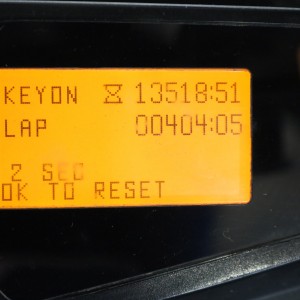 KEYON 13518:51
LAP 00404:05
2 SEC
OK TO RESET